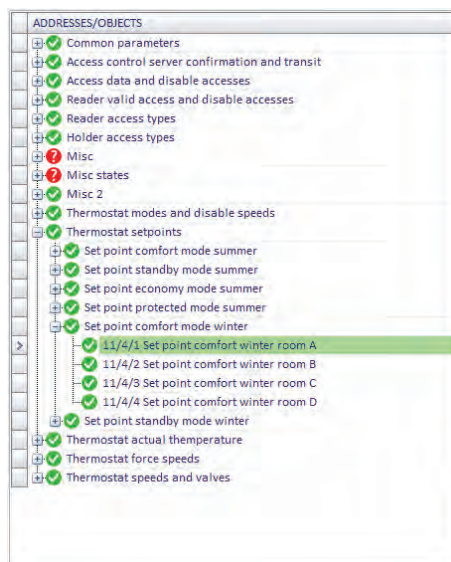 ADDRESSES/OBJECTS
Common parameters
Access control server confirmation and transit
Access data and disable accesses
Reader valid access and disable accesses
Reader access types
Holder access types
Misc
Misc states
Misc 2
Thermostat modes and disable speeds
Thermostat setpoints
Set point comfort mode summer
Set point standby mode summer
Set point economy mode summer
Set point protected mode summer
Set point comfort mode winter
11/4/1 Set point comfort winter room A
11/4/2 Set point comfort winter room B
11/4/3 Set point comfort winter room C
11/4/4 Set point comfort winter room D
Set point standby mode winter
Thermostat actual themperature
Thermostat force speeds
Thermostat speeds and valves